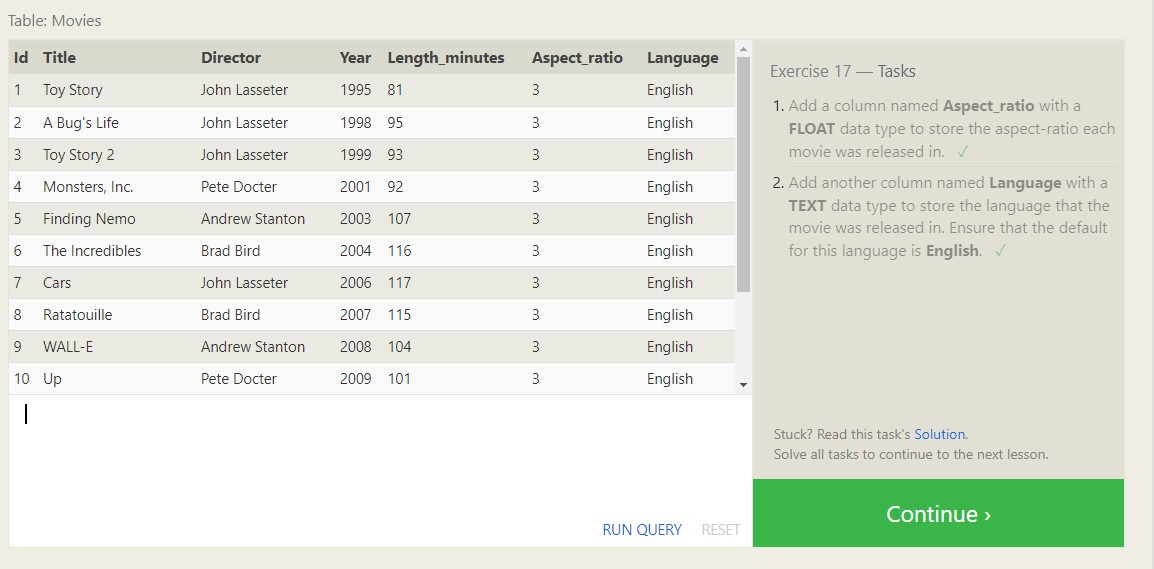 Table: Movies
Id Title Director Year Length_minutes Aspect_ratio Language
1 Toy Story John Lasseter 1995 81 3 English
2 A Bug's Life John Lasseter 1998 95 3 English
3 Toy Story 2 John Lasseter 1999 93 3 English
4 Monsters, Inc. Pete Docter 2001 92 3 English
5 Finding Nemo Andrew Stanton 2003 107 3 English
6 The Incredibles Brad Bird 2004 116 3 English
7 Cars John Lasseter 2006 117 3 English
8 Ratatouille Brad Bird 2007 115 3 English
9 WALL-E Andrew Stanton 2008 104 3 English
10 Up Pete Docter 2009 101 3 English
RUN QUERY RESET
Exercise 17 — Tasks
1. Add a column named Aspect_ratio with a
FLOAT data type to store the aspect-ratio each
movie was released in. ✓
2. Add another column named Language with a
TEXT data type to store the language that the
movie was released in. Ensure that the default
for this language is English. ✓
Stuck? Read this task's Solution.
Solve all tasks to continue to the next lesson.
Continue ›